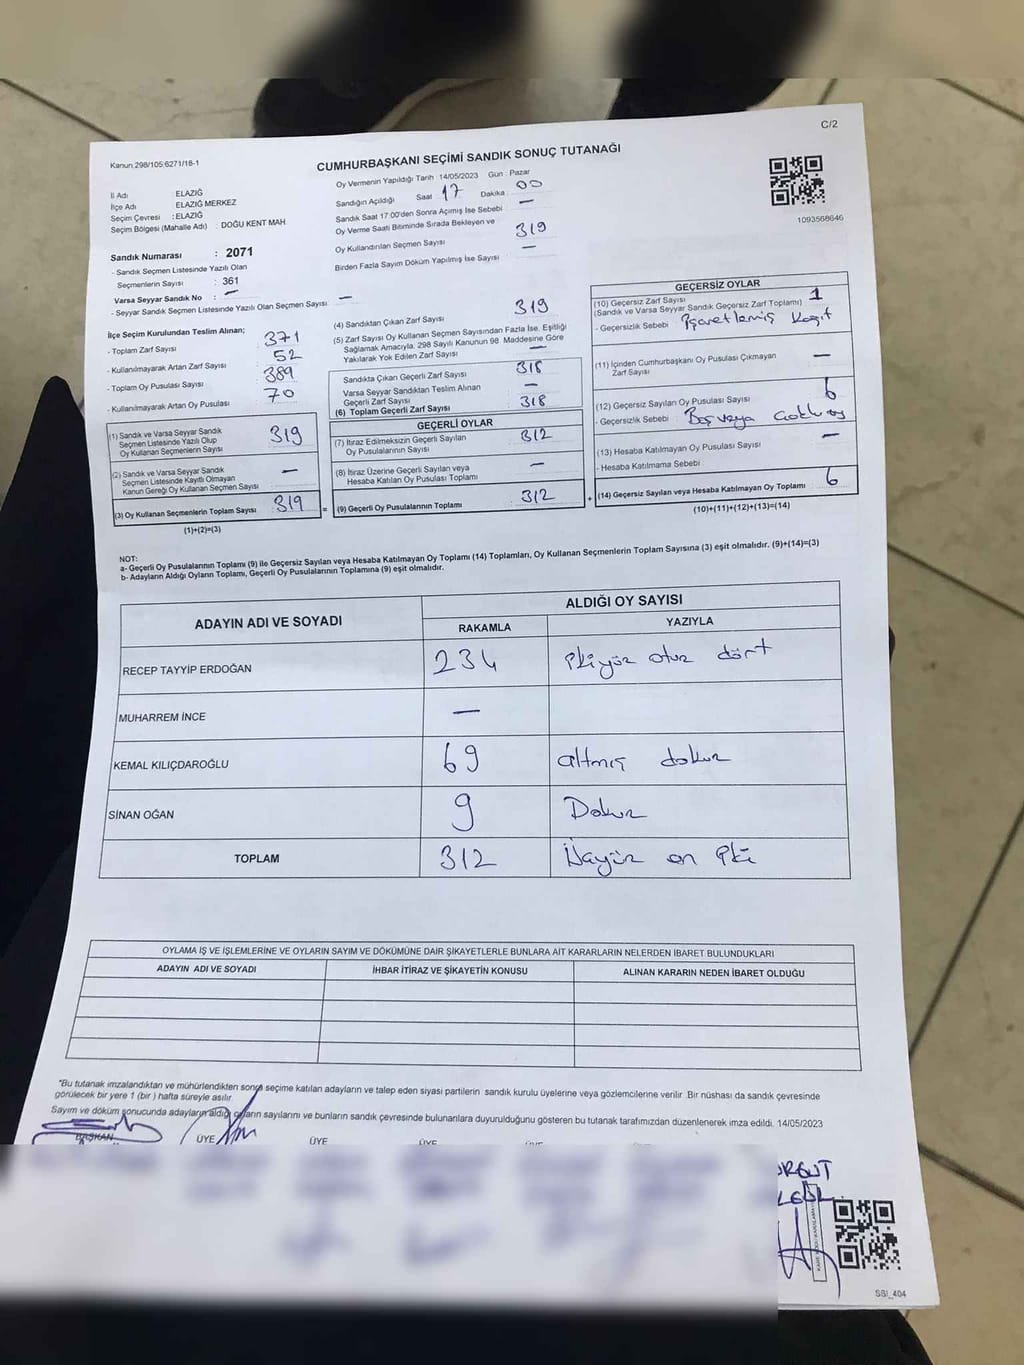 C/2
Kanun 298/105 6271/18-1
CUMHURBAŞKANI SEÇİMİ SANDIK SONUÇ TUTANAĞI
İl Adı : ELAZIĞ
İlçe Adı : ELAZIĞ MERKEZ
Seçim Çevresi : ELAZIĞ
Seçim Bölgesi (Mahalle Adı) : DOĞU KENT MAH.
Sandık Numarası : 2071
- Sandık Seçmen Listesinde Yazılı Olan
Seçmenlerin Sayısı : 361
Varsa Seyyar Sandık No : —
- Seyyar Sandık Seçmen Listesinde Yazılı Olan Seçmen Sayısı : —
Oy Vermenin Yapıldığı Tarih 14/05/2023 Gün : Pazar
Sandığın Açıldığı Saat 17 Dakika 00
Sandık Saat 17:00'den Sonra Açımış İse Sebebi —
Oy Verme Saati Bitiminde Sırada Bekleyen ve
Oy Kullandırılan Seçmen Sayısı 319
Birden Fazla Sayım Döküm Yapılmış İse Sayısı —
1093568646
İlçe Seçim Kurulundan Teslim Alınan;
- Toplam Zarf Sayısı 371
- Kullanılmayarak Artan Zarf Sayısı 52
- Toplam Oy Pusulası Sayısı 389
- Kullanılmayarak Artan Oy Pusulası 70
(1) Sandık ve Varsa Seyyar Sandık
Seçmen Listesinde Yazılı Olup
Oy Kullanan Seçmenlerin Sayısı 319
(2) Sandık ve Varsa Seyyar Sandık
Seçmen Listesinde Kayıtlı Olmayan
Kanun Gereği Oy Kullanan Seçmen Sayısı —
(3) Oy Kullanan Seçmenlerin Toplam Sayısı 319 =
(1)+(2)=(3)
(4) Sandıktan Çıkan Zarf Sayısı 319
(5) Zarf Sayısı Oy Kullanan Seçmen Sayısından Fazla İse, Eşitliği
Sağlamak Amacıyla, 298 Sayılı Kanunun 98. Maddesine Göre
Yakılarak Yok Edilen Zarf Sayısı —
Sandıkta Çıkan Geçerli Zarf Sayısı 318
Varsa Seyyar Sandıktan Teslim Alınan
Geçerli Zarf Sayısı —
(6) Toplam Geçerli Zarf Sayısı 318
GEÇERLİ OYLAR
(7) İtiraz Edilmeksizin Geçerli Sayılan
Oy Pusulalarının Sayısı 312
(8) İtiraz Üzerine Geçerli Sayılan veya
Hesaba Katılan Oy Pusulası Toplamı —
(9) Geçerli Oy Pusulalarının Toplamı 312 +
GEÇERSİZ OYLAR
(10) Geçersiz Zarf Sayısı 1
(Sandık ve Varsa Seyyar Sandık Geçersiz Zarf Toplamı)
- Geçersizlik Sebebi : İşaretlemiş Kağıt
(11) İçinden Cumhurbaşkanı Oy Pusulası Çıkmayan
Zarf Sayısı —
(12) Geçersiz Sayılan Oy Pusulası Sayısı 6
- Geçersizlik Sebebi : Boş veya
(13) Hesaba Katılmayan Oy Pusulası Sayısı —
- Hesaba Katılmama Sebebi
(14) Geçersiz Sayılan veya Hesaba Katılmayan Oy Toplamı 6
(10)+(11)+(12)+(13)=(14)
NOT:
a- Geçerli Oy Pusulalarının Toplamı (9) ile Geçersiz Sayılan veya Hesaba Katılmayan Oy Toplamı (14) Toplamları, Oy Kullanan Seçmenlerin Toplam Sayısına (3) eşit olmalıdır. (9)+(14)=(3)
b- Adayların Aldığı Oyların Toplamı, Geçerli Oy Pusulalarının Toplamına (9) eşit olmalıdır.
ADAYIN ADI VE SOYADI ALDIĞI OY SAYISI
RAKAMLA YAZIYLA
RECEP TAYYİP ERDOĞAN 234 İkiyüz otuz dört
MUHARREM İNCE —
KEMAL KILIÇDAROĞLU 69 altmış dokuz
SİNAN OĞAN 9 Dokuz
TOPLAM 312 Üçyüz on iki
OYLAMA İŞ VE İŞLEMLERİNE VE OYLARIN SAYIM VE DÖKÜMÜNE DAİR ŞİKAYETLERLE BUNLARA AİT KARARLARIN NELERDEN İBARET BULUNDUKLARI
ADAYIN ADI VE SOYADI İHBAR İTİRAZ VE ŞİKAYETİN KONUSU ALINAN KARARIN NEDEN İBARET OLDUĞU
"Bu tutanak imzalandıktan ve mühürlendikten sonra seçime katılan adayların ve talep eden siyasi partilerin sandık kurulu üyelerine veya gözlemcilerine verilir. Bir nüshası da sandık çevresinde
görülecek bir yere 1 (bir) hafta süreyle asılır.
Sayım ve döküm sonucunda adayların aldığı oyların sayılarını ve bunların sandık çevresinde bulunanlara duyurulduğunu gösteren bu tutanak tarafımızdan düzenlenerek imza edildi. 14/05/2023
BAŞKAN ÜYE ÜYE ÜYE ÜYE
SSI_404